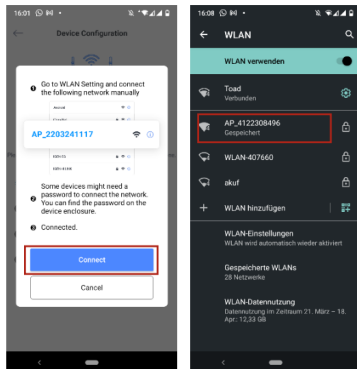 16:01
Device Configuration
1 Go to WLAN Setting and connect
the following network manually
AP_2203241117
2 Some devices might need a
password to connect the network.
You can find the password on the
device enclosure.
3 Connected.
Connect
Cancel
16:08
WLAN
WLAN verwenden
Toad
Verbunden
AP_4122308496
Gespeichert
WLAN-407660
akuf
WLAN hinzufügen
WLAN-Einstellungen
WLAN wird automatisch wieder aktiviert
Gespeicherte WLANs
28 Netzwerke
WLAN-Datennutzung
Datennutzung im Zeitraum 21. März – 18.
Apr.: 12,33 GB